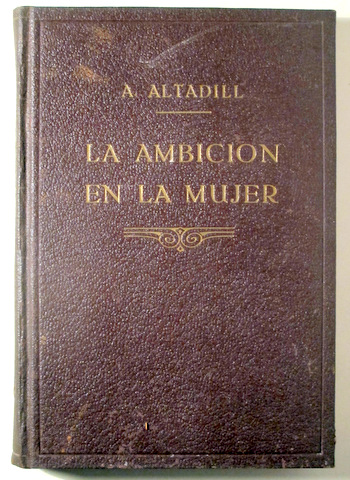 A. ALTADILL
LA AMBICION
EN LA MUJER